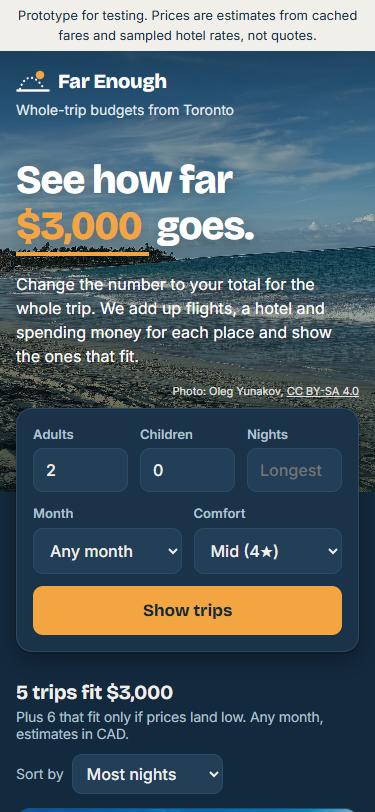 Prototype for testing. Prices are estimates from cached
fares and sampled hotel rates, not quotes.
Far Enough
Whole-trip budgets from Toronto
See how far
$3,000 goes.
Change the number to your total for the
whole trip. We add up flights, a hotel and
spending money for each place and show
the ones that fit.
Photo: Oleg Yunakov, CC BY-SA 4.0
Adults Children Nights
2 0 Longest
Month Comfort
Any month Mid (4★)
Show trips
5 trips fit $3,000
Plus 6 that fit only if prices land low. Any month,
estimates in CAD.
Sort by Most nights